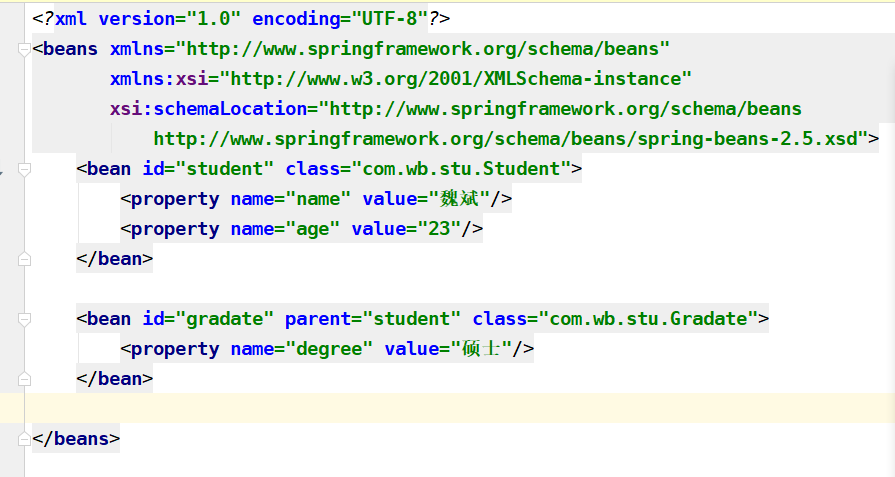 <?xml version="1.0" encoding="UTF-8"?>
<beans xmlns="http://www.springframework.org/schema/beans"
xmlns:xsi="http://www.w3.org/2001/XMLSchema-instance"
xsi:schemaLocation="http://www.springframework.org/schema/beans
http://www.springframework.org/schema/beans/spring-beans-2.5.xsd">
<bean id="student" class="com.wb.stu.Student">
<property name="name" value="魏斌"/>
<property name="age" value="23"/>
</bean>
<bean id="gradate" parent="student" class="com.wb.stu.Gradate">
<property name="degree" value="硕士"/>
</bean>
</beans>